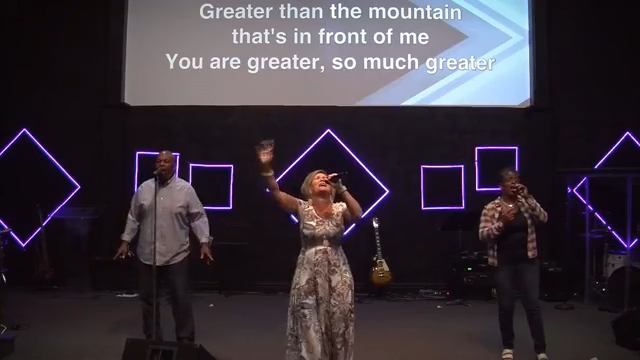 Greater than the mountain
that's in front of me
You are greater, so much greater